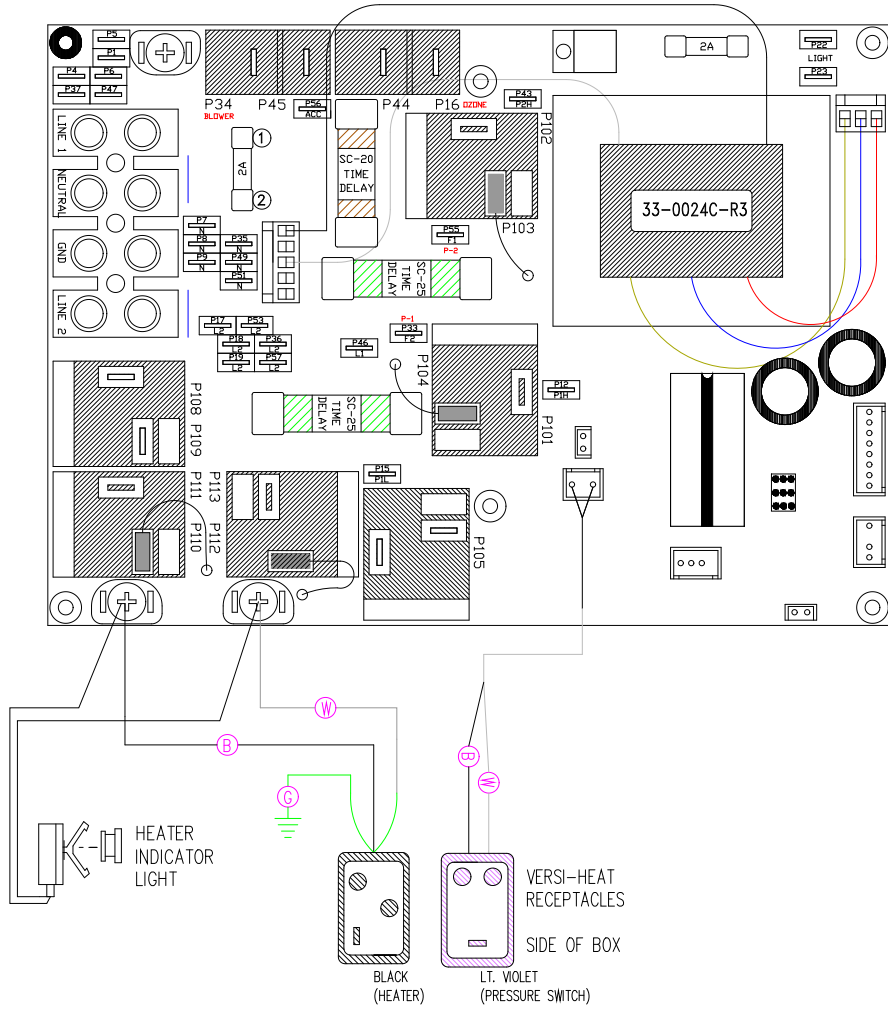 P5
P1
P4
P6
P37
P47
P34
P45
P44
P16
BLOWER
OZONE
P56
ACC
P43
P2H
2A
P22
LIGHT
P23
LINE 1
NEUTRAL
GND
LINE 2
1
2A
2
SC-20
TIME
DELAY
P102
P103
33-0024C-R3
P7
N
P8
N
P35
N
P9
N
P49
N
P51
N
P55
F1
P-2
SC-25
TIME
DELAY
P17
L2
P53
L2
P18
L2
P36
L2
P19
L2
P57
L2
P-1
P33
F2
P46
L1
P104
P101
P12
P1H
SC-25
TIME
DELAY
P108
P109
P15
P1L
P111
P110
P113
P112
P105
W
B
B
W
G
HEATER
INDICATOR
LIGHT
VERSI-HEAT
RECEPTACLES
SIDE OF BOX
BLACK
(HEATER)
LT. VIOLET
(PRESSURE SWITCH)